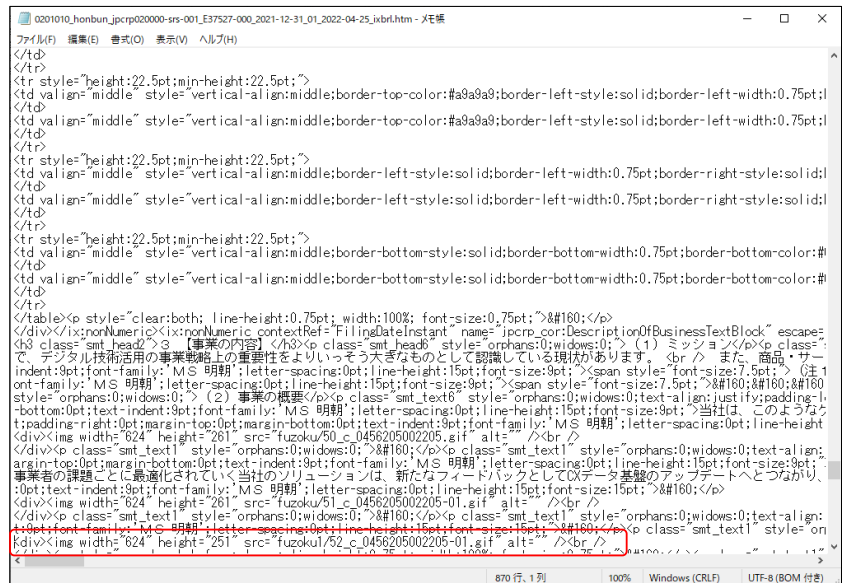 0201010_honbun_jpcrp020000-srs-001_E37527-000_2021-12-31_01_2022-04-25_ixbrl.htm - メモ帳
ファイル(F) 編集(E) 書式(O) 表示(V) ヘルプ(H)
</td>
</tr>
<tr style="height:22.5pt;min-height:22.5pt;">
<td valign="middle" style="vertical-align:middle;border-top-color:#a9a9a9;border-left-style:solid;border-left-width:0.75pt;
</td>
<td valign="middle" style="vertical-align:middle;border-top-color:#a9a9a9;border-left-style:solid;border-left-width:0.75pt;
</td>
</tr>
<tr style="height:22.5pt;min-height:22.5pt;">
<td valign="middle" style="vertical-align:middle;border-left-style:solid;border-left-width:0.75pt;border-right-style:solid;
</td>
<td valign="middle" style="vertical-align:middle;border-left-style:solid;border-left-width:0.75pt;border-right-style:solid;
</td>
</tr>
<tr style="height:22.5pt;min-height:22.5pt;">
<td valign="middle" style="vertical-align:middle;border-bottom-style:solid;border-bottom-width:0.75pt;border-bottom-color:#
</td>
<td valign="middle" style="vertical-align:middle;border-bottom-style:solid;border-bottom-width:0.75pt;border-bottom-color:#
</td>
</tr>
</table><p style="clear:both; line-height:0.75pt; width:100%; font-size:0.75pt;">&#160;</p>
</div></ix:nonNumeric><ix:nonNumeric contextRef="FilingDateInstant" name="jpcrp_cor:DescriptionOfBusinessTextBlock" escape=
<h3 class="smt_head2">3 【事業の内容】</h3><p class="smt_head6" style="orphans:0;widows:0;">（1）ミッション</p><p class="
で、デジタル技術活用の事業戦略上の重要性をよりいっそう大きなものとして認識している現状があります。 <br /> また、商品・サー
indent:9pt;font-family:'ＭＳ 明朝';letter-spacing:0pt;line-height:15pt;font-size:9pt;"><span style="font-size:7.5pt;">（注1
ont-family:'ＭＳ 明朝';letter-spacing:0pt;line-height:15pt;font-size:9pt;"><span style="font-size:7.5pt;">&#160;&#160;&#160
style="orphans:0;widows:0;">（2）事業の概要</p><p class="smt_text6" style="orphans:0;widows:0;text-align:justify;padding-l
-bottom:0pt;text-indent:9pt;font-family:'ＭＳ 明朝';letter-spacing:0pt;line-height:15pt;font-size:9pt;">当社は、このような
t;padding-right:0pt;margin-top:0pt;margin-bottom:0pt;text-indent:9pt;font-family:'ＭＳ 明朝';letter-spacing:0pt;line-height
<div><img width="624" height="261" src="fuzoku/50_c_0456205002205.gif" alt="" /><br />
</div><p class="smt_text1" style="orphans:0;widows:0;">&#160;</p><p class="smt_text1" style="orphans:0;widows:0;text-align:
argin-top:0pt;margin-bottom:0pt;text-indent:9pt;font-family:'ＭＳ 明朝';letter-spacing:0pt;line-height:15pt;font-size:9pt;"
事業者の課題ごとに最適化されていく当社のソリューションは、新たなフィードバックとしてCXデータ基盤のアップデートへとつながり、
:0pt;text-indent:9pt;font-family:'ＭＳ 明朝';letter-spacing:0pt;line-height:15pt;font-size:9pt;">&#160;</p>
<div><img width="624" height="261" src="fuzoku/51_c_0456205002205-01.gif" alt="" /><br />
</div><p class="smt_text1" style="orphans:0;widows:0;">&#160;</p><p class="smt_text1" style="orphans:0;widows:0;text-align:
t:9pt;font-family:'ＭＳ 明朝';letter-spacing:0pt;line-height:15pt;font-size:9pt;">&#160;</p><p class="smt_text1" style="or
<div><img width="624" height="251" src="fuzoku1/52_c_0456205002205-01.gif" alt="" /><br />
870 行、1 列 100% Windows (CRLF) UTF-8 (BOM 付き)